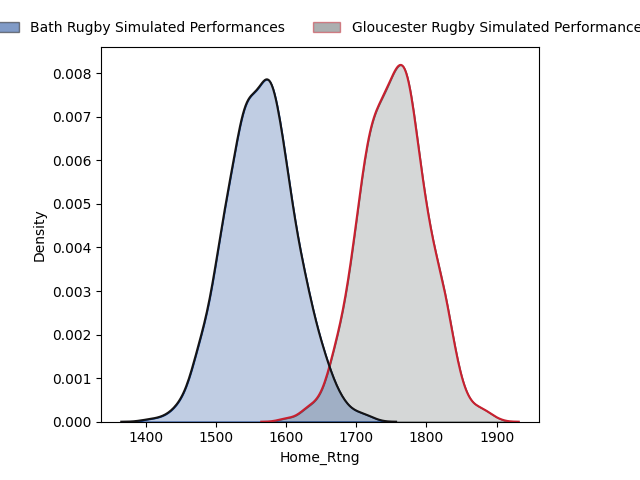 Bath Rugby Simulated Performances Gloucester Rugby Simulated Performance
0.008
0.007
0.006
0.005
0.004
0.003
0.002
0.001
0.000
Density
1400 1500 1600 1700 1800 1900
Home_Rtng